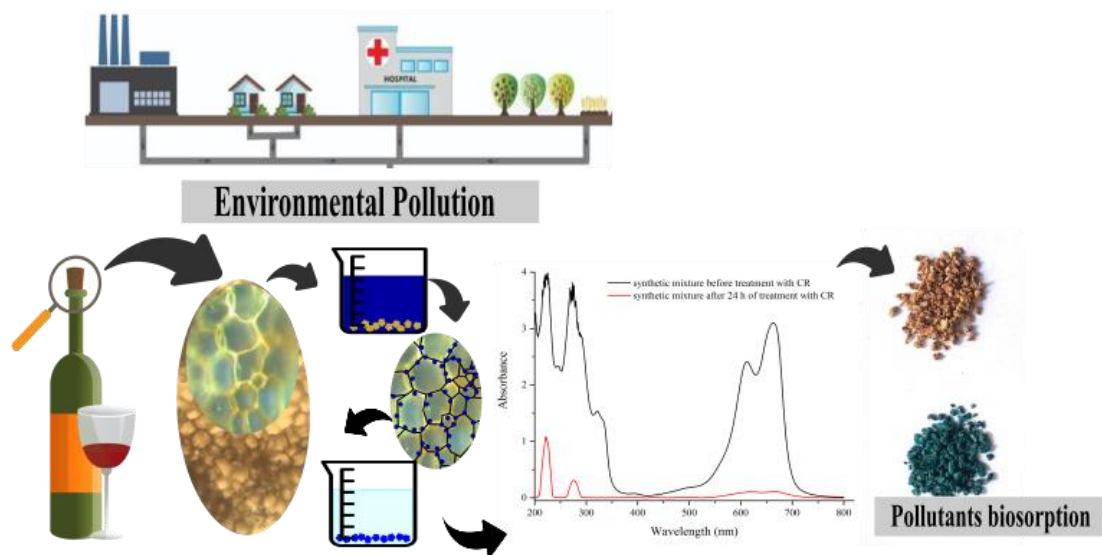 HOSPITAL
Environmental Pollution
synthetic mixture before treatment with CR
synthetic mixture after 24 h of treatment with CR
4
3
2
1
0
Absorbance
200
300
400
500
600
700
800
Wavelength (nm)
Pollutants biosorption